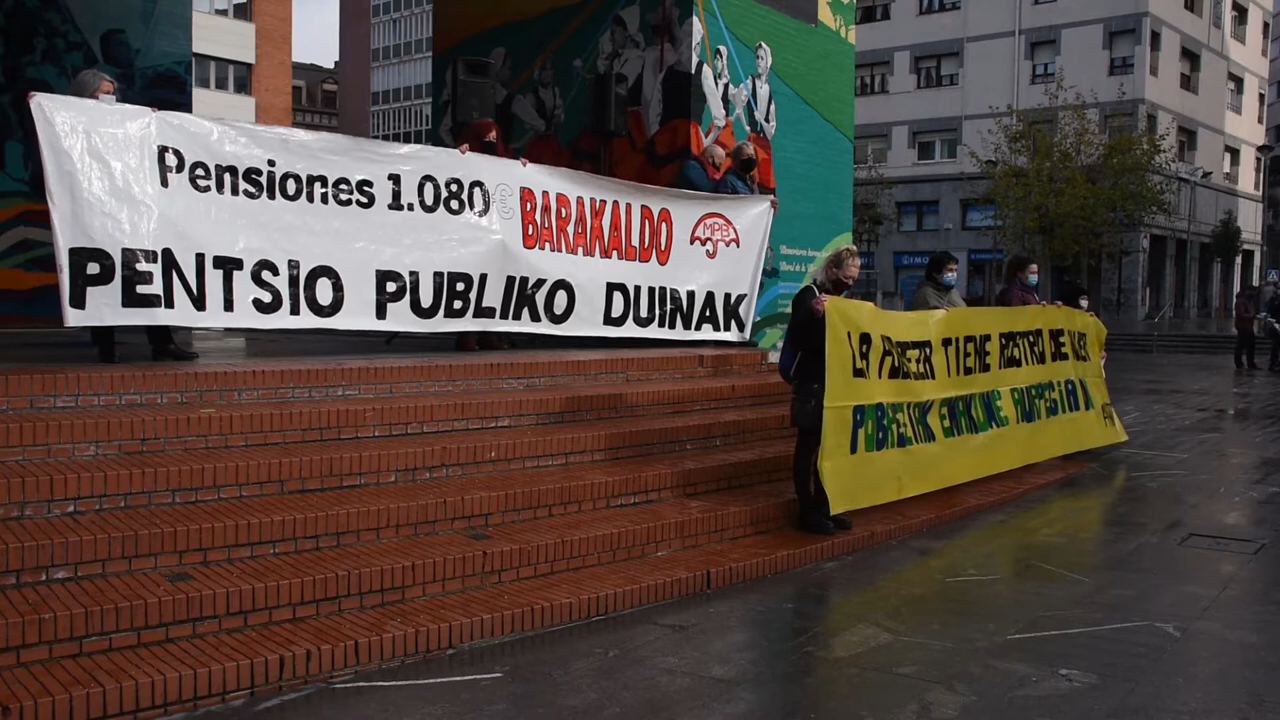 Pensiones 1.080€ BARAKALDO MPB
PENTSIO PUBLIKO DUINAK
LA POBREZA TIENE ROSTRO DE
POBREZIAK EMAKUME AURPEGIA